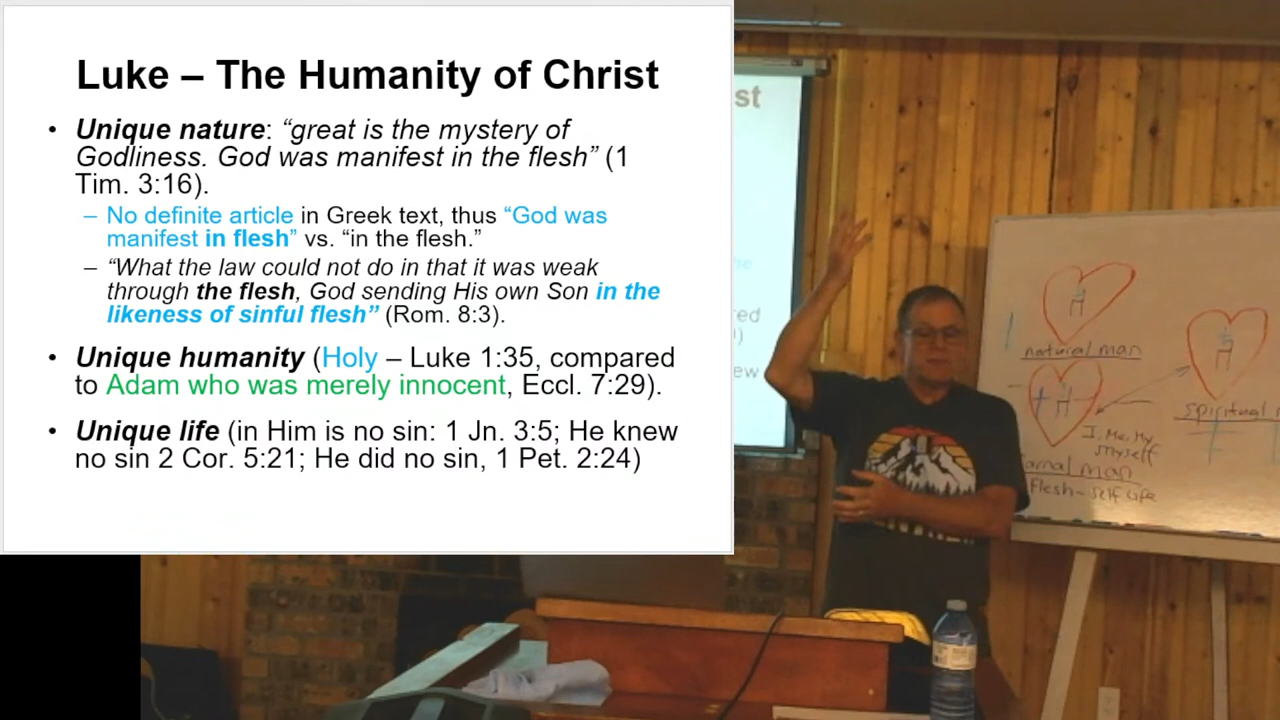 Luke – The Humanity of Christ
• Unique nature: “great is the mystery of
Godliness. God was manifest in the flesh” (1
Tim. 3:16).
– No definite article in Greek text, thus “God was
manifest in flesh” vs. “in the flesh.”
– “What the law could not do in that it was weak
through the flesh, God sending His own Son in the
likeness of sinful flesh” (Rom. 8:3).
• Unique humanity (Holy – Luke 1:35, compared
to Adam who was merely innocent, Eccl. 7:29).
• Unique life (in Him is no sin: 1 Jn. 3:5; He knew
no sin 2 Cor. 5:21; He did no sin, 1 Pet. 2:24)
st
he
ed
)
ew
natural man
spiritual
I, Me, My
Myself
arnal man
Flesh - Self Life